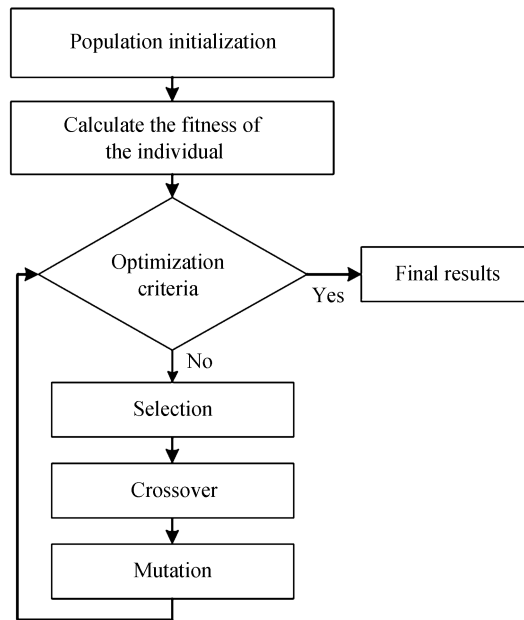 Population initialization
Calculate the fitness of
the individual
Optimization
criteria
Final results
Yes
No
Selection
Crossover
Mutation